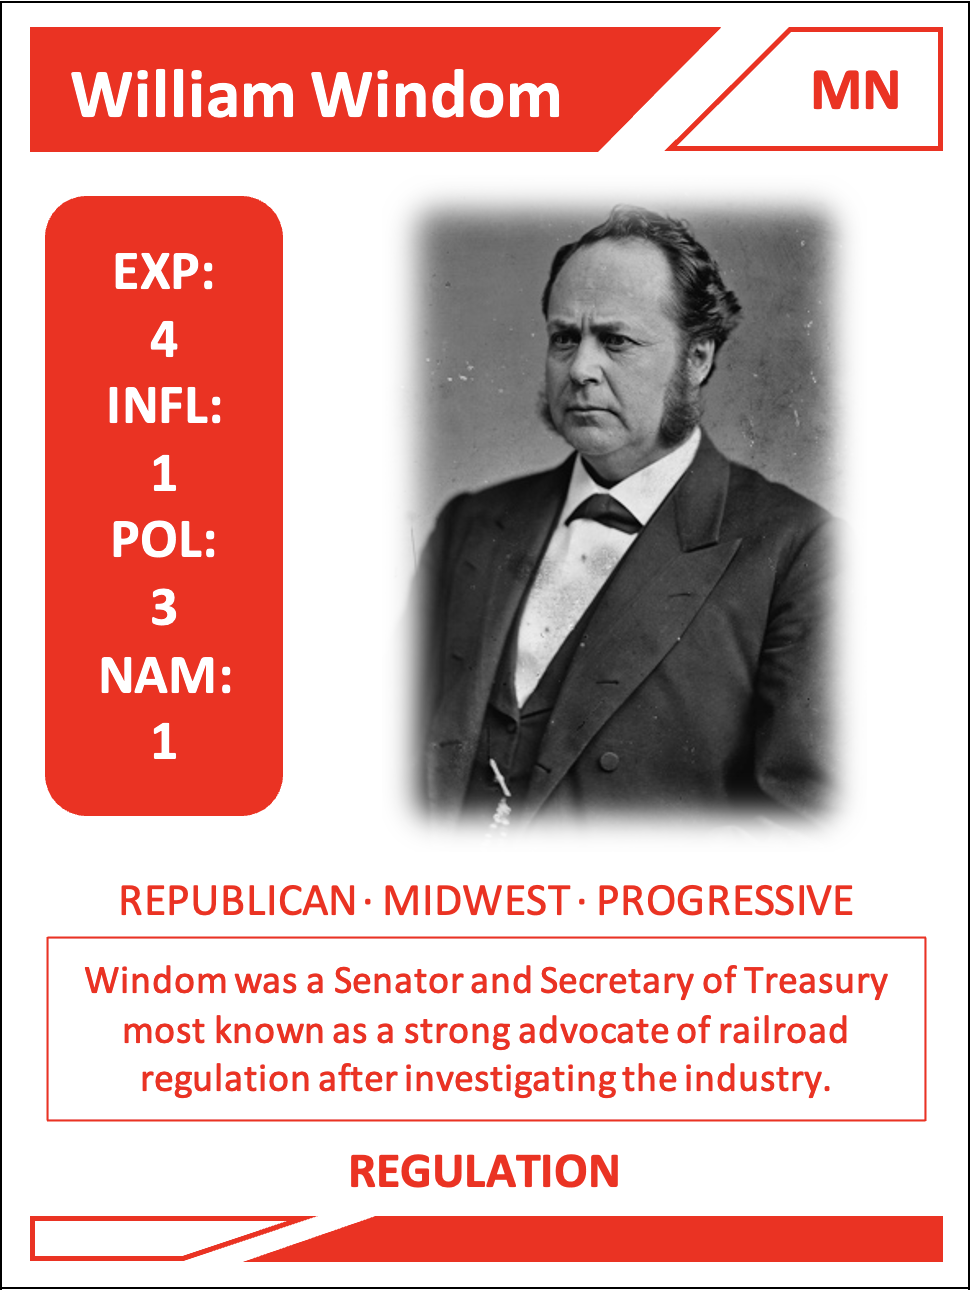 William Windom
MN
EXP:
4
INFL:
1
POL:
3
NAM:
1
REPUBLICAN · MIDWEST · PROGRESSIVE
Windom was a Senator and Secretary of Treasury
most known as a strong advocate of railroad
regulation after investigating the industry.
REGULATION